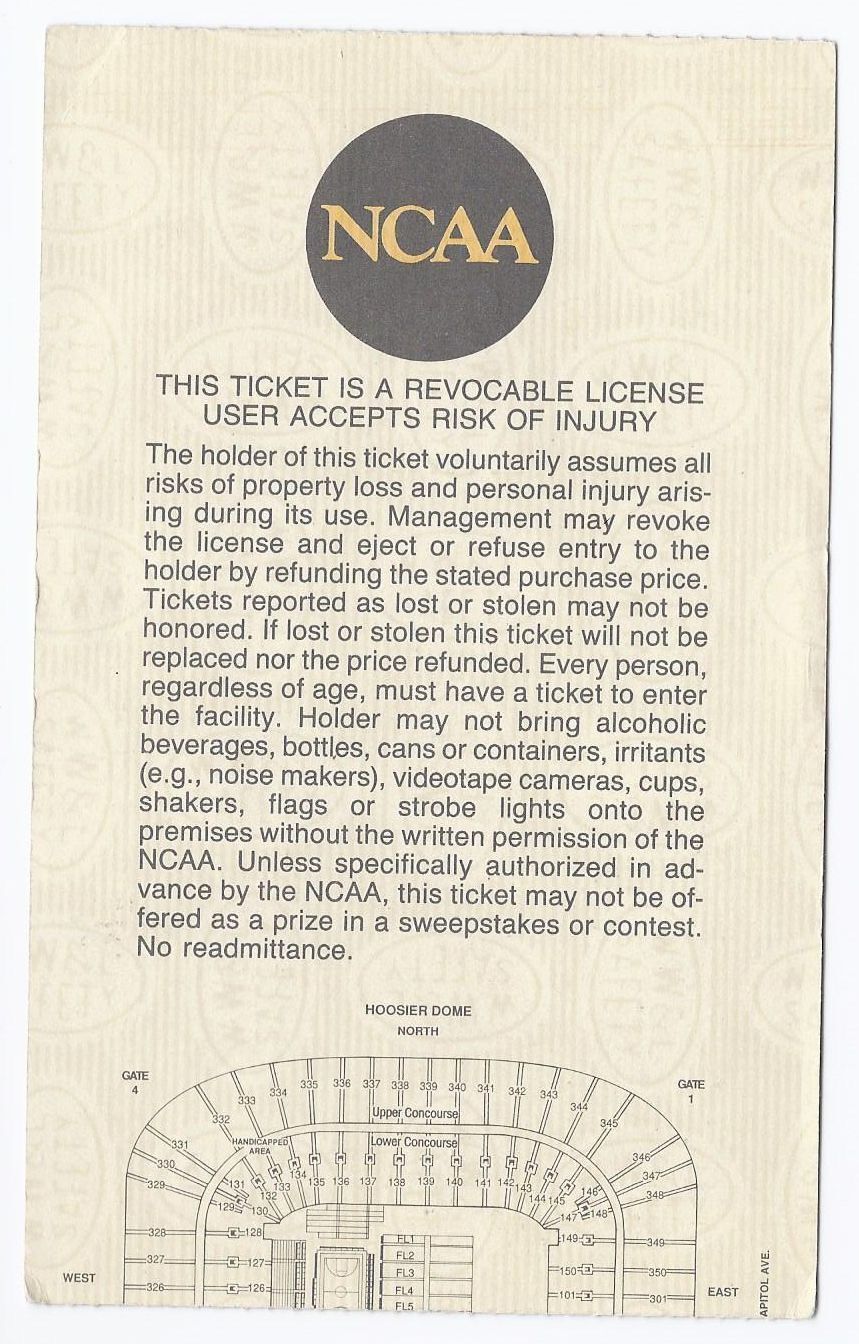 NCAA
THIS TICKET IS A REVOCABLE LICENSE
USER ACCEPTS RISK OF INJURY
The holder of this ticket voluntarily assumes all
risks of property loss and personal injury aris-
ing during its use. Management may revoke
the license and eject or refuse entry to the
holder by refunding the stated purchase price.
Tickets reported as lost or stolen may not be
honored. If lost or stolen this ticket will not be
replaced nor the price refunded. Every person,
regardless of age, must have a ticket to enter
the facility. Holder may not bring alcoholic
beverages, bottles, cans or containers, irritants
(e.g., noise makers), videotape cameras, cups,
shakers, flags or strobe lights onto the
premises without the written permission of the
NCAA. Unless specifically authorized in ad-
vance by the NCAA, this ticket may not be of-
fered as a prize in a sweepstakes or contest.
No readmittance.
HOOSIER DOME
NORTH
GATE
4
GATE
1
332 333 334 335 336 337 338 339 340 341 342 343 344 345
Upper Concourse
HANDICAPPED
AREA
Lower Concourse
331
330
329
346
347
348
131 132 133 134 135 136 137 138 139 140 141 142 143 144 145 146
129 130
147 148
328 128
FL1
149 349
327 127
FL2
FL3
150 350
326 126
FL4
101 301
FL5
WEST
EAST
APITOL AVE.